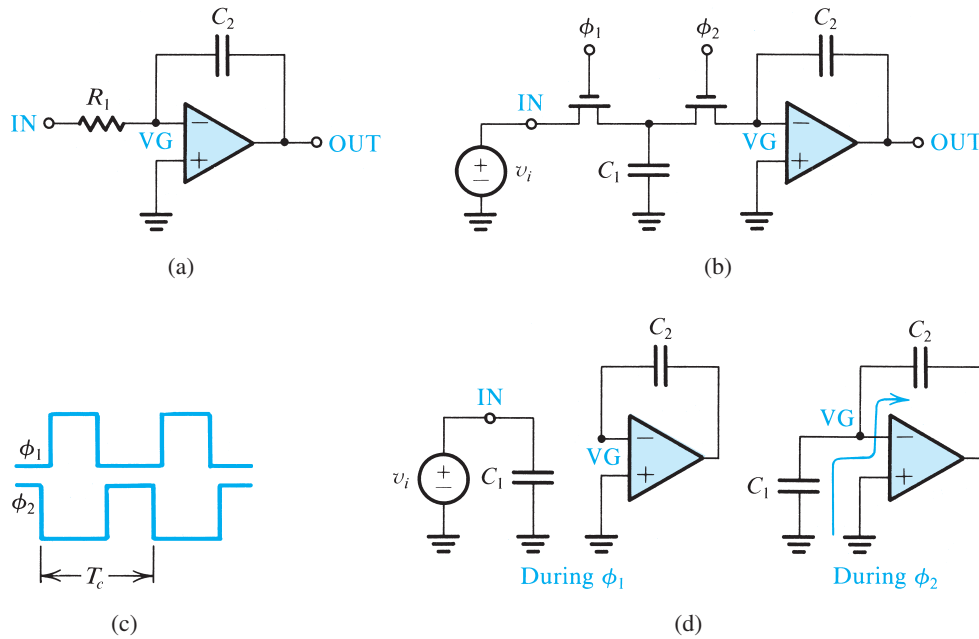 C₂
R₁
IN
VG
−
+
OUT
(a)
ϕ₁
ϕ₂
C₂
IN
+
−
vᵢ
C₁
VG
−
+
OUT
(b)
ϕ₁
ϕ₂
T_c
(c)
IN
vᵢ
+
−
C₁
C₂
VG
−
+
During ϕ₁
C₂
VG
−
+
C₁
During ϕ₂
(d)